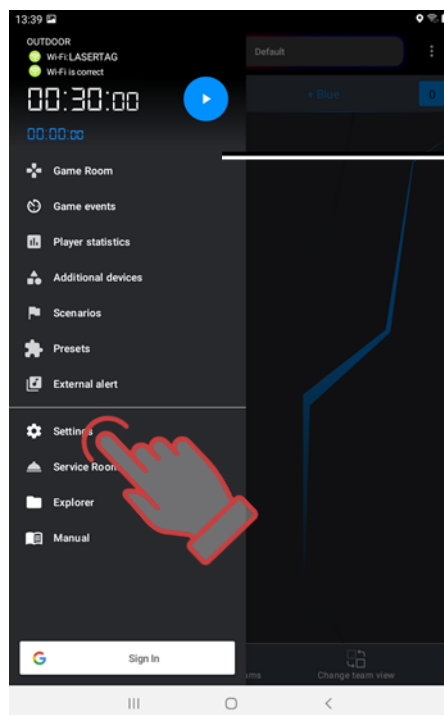 13:39
OUTDOOR
Wi-Fi:LASERTAG
Wi-Fi is correct
Default
00:30:00
+ Blue
0
00:00:00
Game Room
Game events
Player statistics
Additional devices
Scenarios
Presets
External alert
Settings
Service Room
Explorer
Manual
G Sign In
Change team view